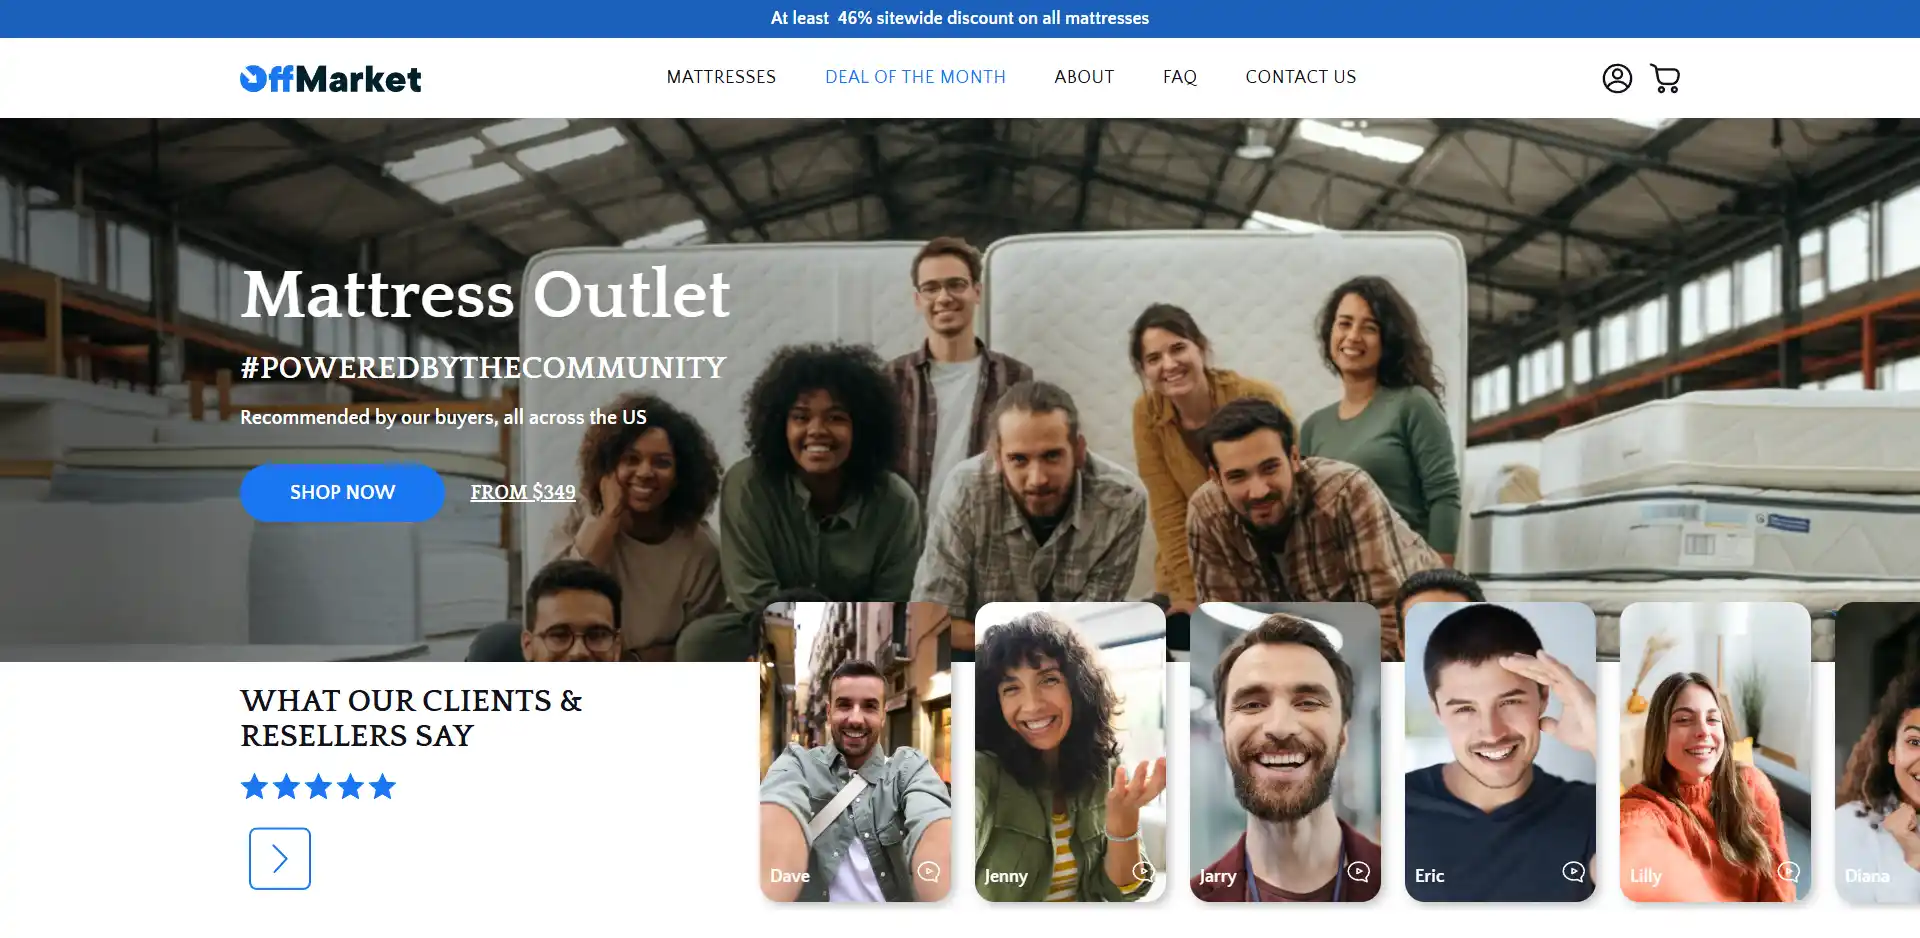 At least 46% sitewide discount on all mattresses
OffMarket
MATTRESSES
DEAL OF THE MONTH
ABOUT
FAQ
CONTACT US
Mattress Outlet
#POWEREDBYTHECOMMUNITY
Recommended by our buyers, all across the US
SHOP NOW
FROM $349
WHAT OUR CLIENTS &
RESELLERS SAY
Dave
Jenny
Jarry
Eric
Lilly
Diana